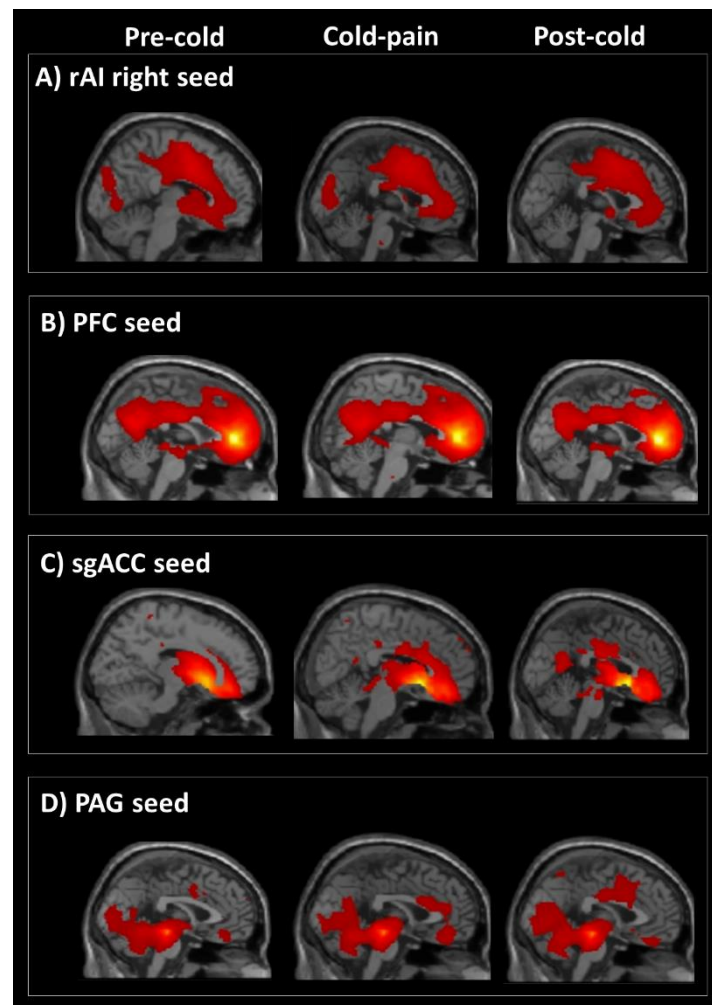 Pre-cold Cold-pain Post-cold
A) rAI right seed
B) PFC seed
C) sgACC seed
D) PAG seed